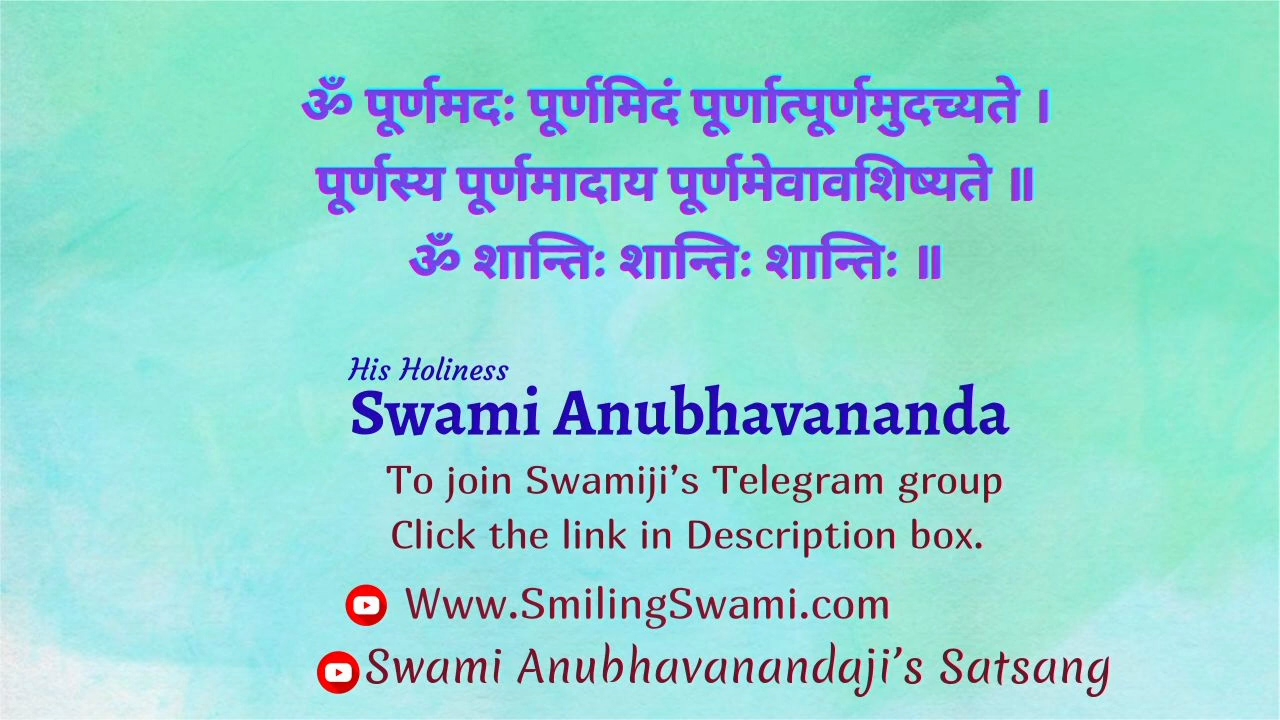 ॐ पूर्णमदः पूर्णमिदं पूर्णात्पूर्णमुदच्यते ।
पूर्णस्य पूर्णमादाय पूर्णमेवावशिष्यते ॥
ॐ शान्तिः शान्तिः शान्तिः ॥
His Holiness
Swami Anubhavananda
To join Swamiji's Telegram group
Click the link in Description box.
Www.SmilingSwami.com
Swami Anubhavanandaji's Satsang